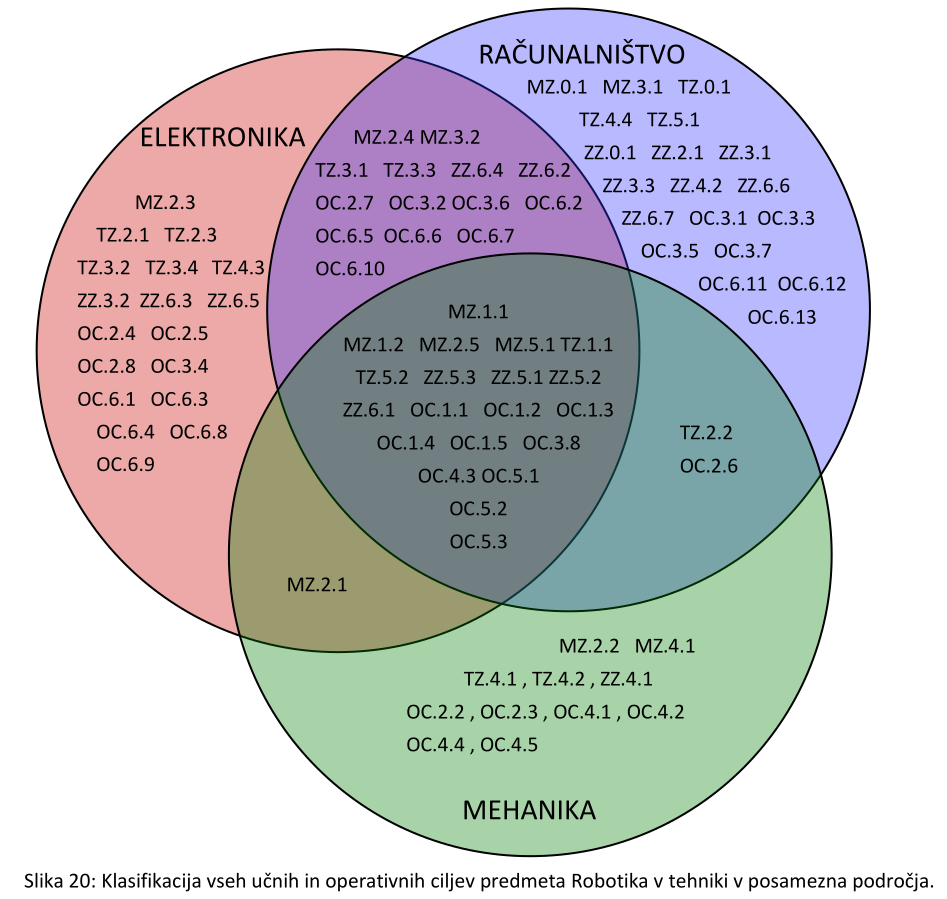 RAČUNALNIŠTVO
MZ.0.1 MZ.3.1 TZ.0.1
TZ.4.4 TZ.5.1
ZZ.0.1 ZZ.2.1 ZZ.3.1
ZZ.3.3 ZZ.4.2 ZZ.6.6
ZZ.6.7 OC.3.1 OC.3.3
OC.3.5 OC.3.7
OC.6.11 OC.6.12
OC.6.13
ELEKTRONIKA
MZ.2.3
TZ.2.1 TZ.2.3
TZ.3.2 TZ.3.4 TZ.4.3
ZZ.3.2 ZZ.6.3 ZZ.6.5
OC.2.4 OC.2.5
OC.2.8 OC.3.4
OC.6.1 OC.6.3
OC.6.4 OC.6.8
OC.6.9
MZ.2.4 MZ.3.2
TZ.3.1 TZ.3.3 ZZ.6.4 ZZ.6.2
OC.2.7 OC.3.2 OC.3.6 OC.6.2
OC.6.5 OC.6.6 OC.6.7
OC.6.10
MZ.1.1
MZ.1.2 MZ.2.5 MZ.5.1 TZ.1.1
TZ.5.2 ZZ.5.3 ZZ.5.1 ZZ.5.2
ZZ.6.1 OC.1.1 OC.1.2 OC.1.3
OC.1.4 OC.1.5 OC.3.8
OC.4.3 OC.5.1
OC.5.2
OC.5.3
TZ.2.2
OC.2.6
MZ.2.1
MZ.2.2 MZ.4.1
TZ.4.1 , TZ.4.2 , ZZ.4.1
OC.2.2 , OC.2.3 , OC.4.1 , OC.4.2
OC.4.4 , OC.4.5
MEHANIKA
Slika 20: Klasifikacija vseh učnih in operativnih ciljev predmeta Robotika v tehniki v posamezna področja.